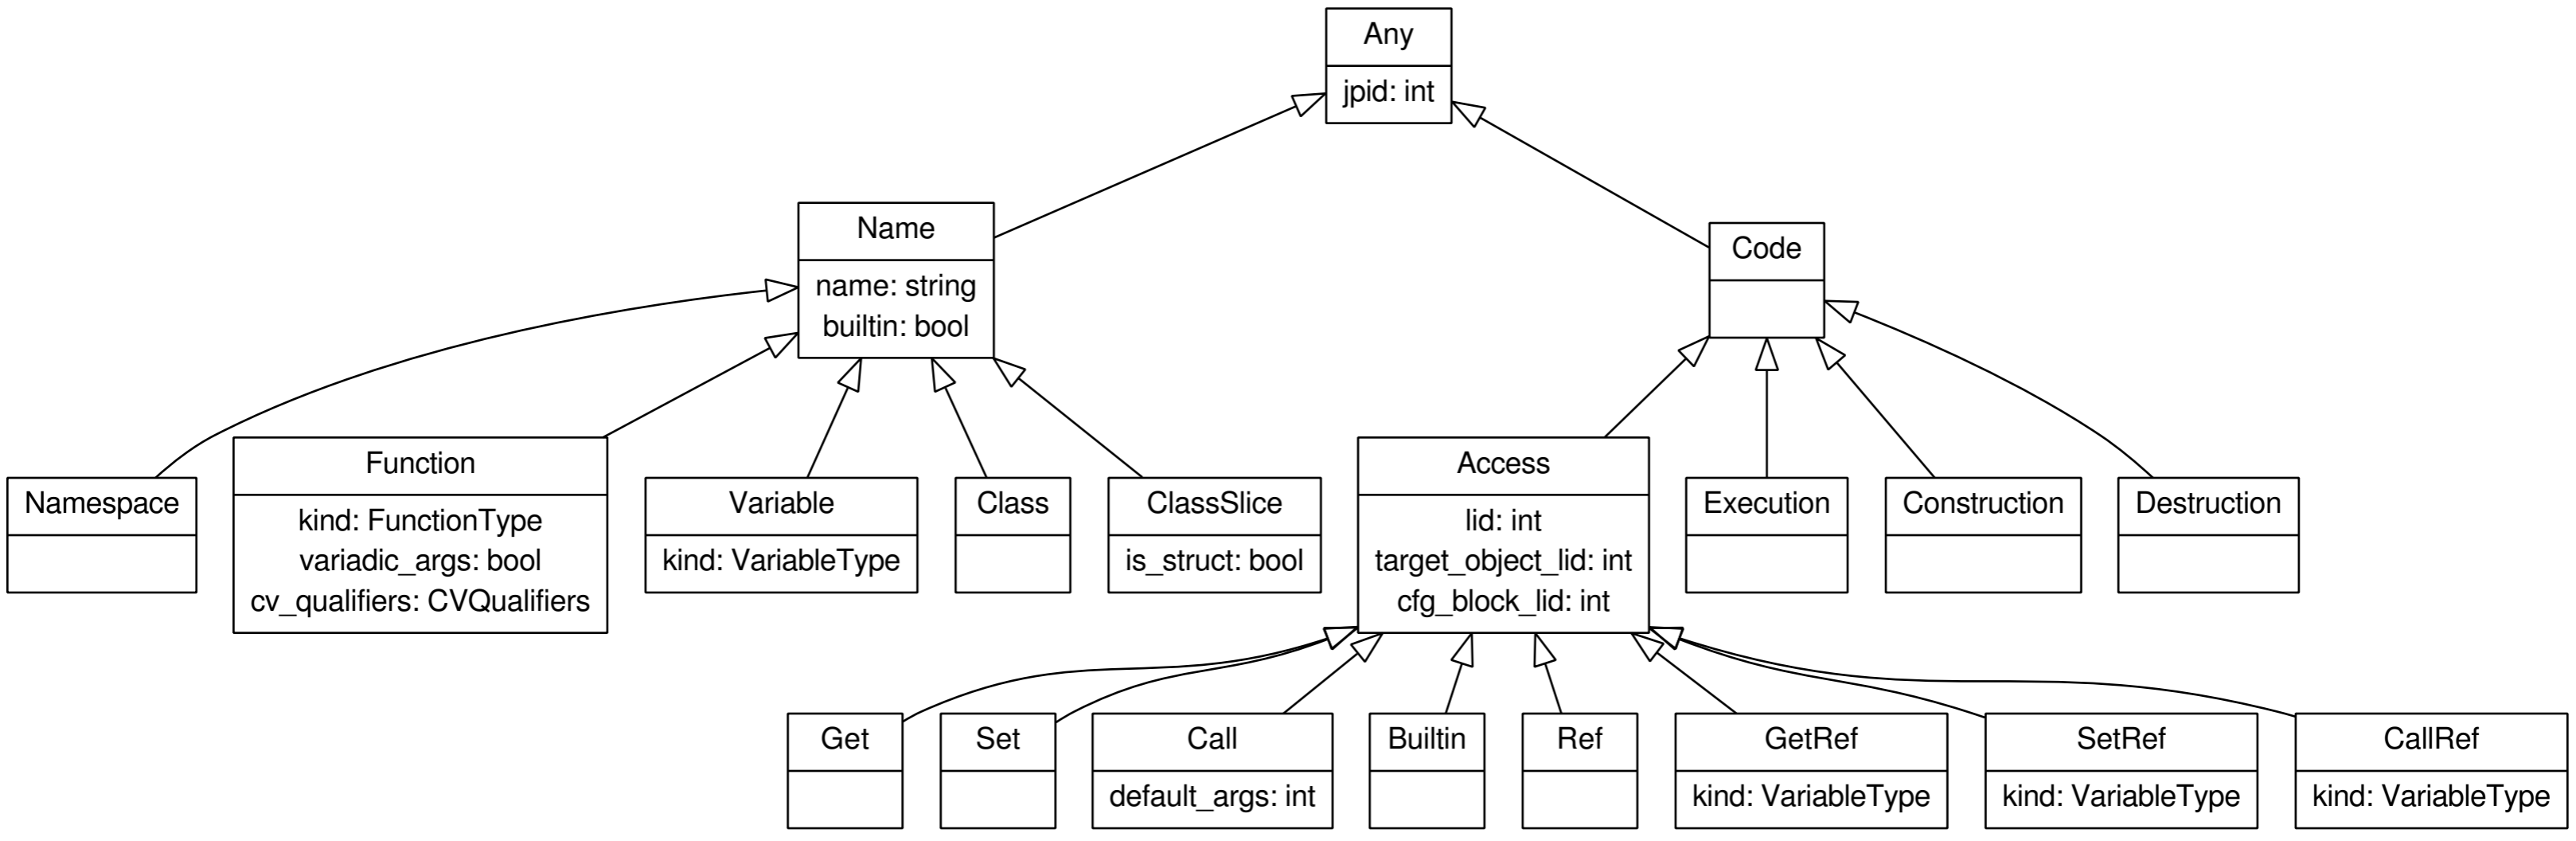 Any
jpid: int
Name
name: string
builtin: bool
Code
Namespace
Function
kind: FunctionType
variadic_args: bool
cv_qualifiers: CVQualifiers
Variable
kind: VariableType
Class
ClassSlice
is_struct: bool
Access
lid: int
target_object_lid: int
cfg_block_lid: int
Execution
Construction
Destruction
Get
Set
Call
default_args: int
Builtin
Ref
GetRef
kind: VariableType
SetRef
kind: VariableType
CallRef
kind: VariableType